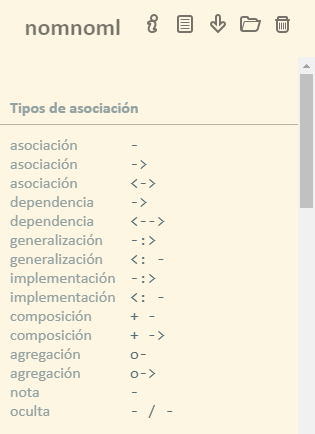 nomnoml
Tipos de asociación
asociación -
asociación ->
asociación <->
dependencia ->
dependencia <-->
generalización -:>
generalización <: -
implementación -:>
implementación <: -
composición + -
composición + ->
agregación o-
agregación o->
nota -
oculta - / -